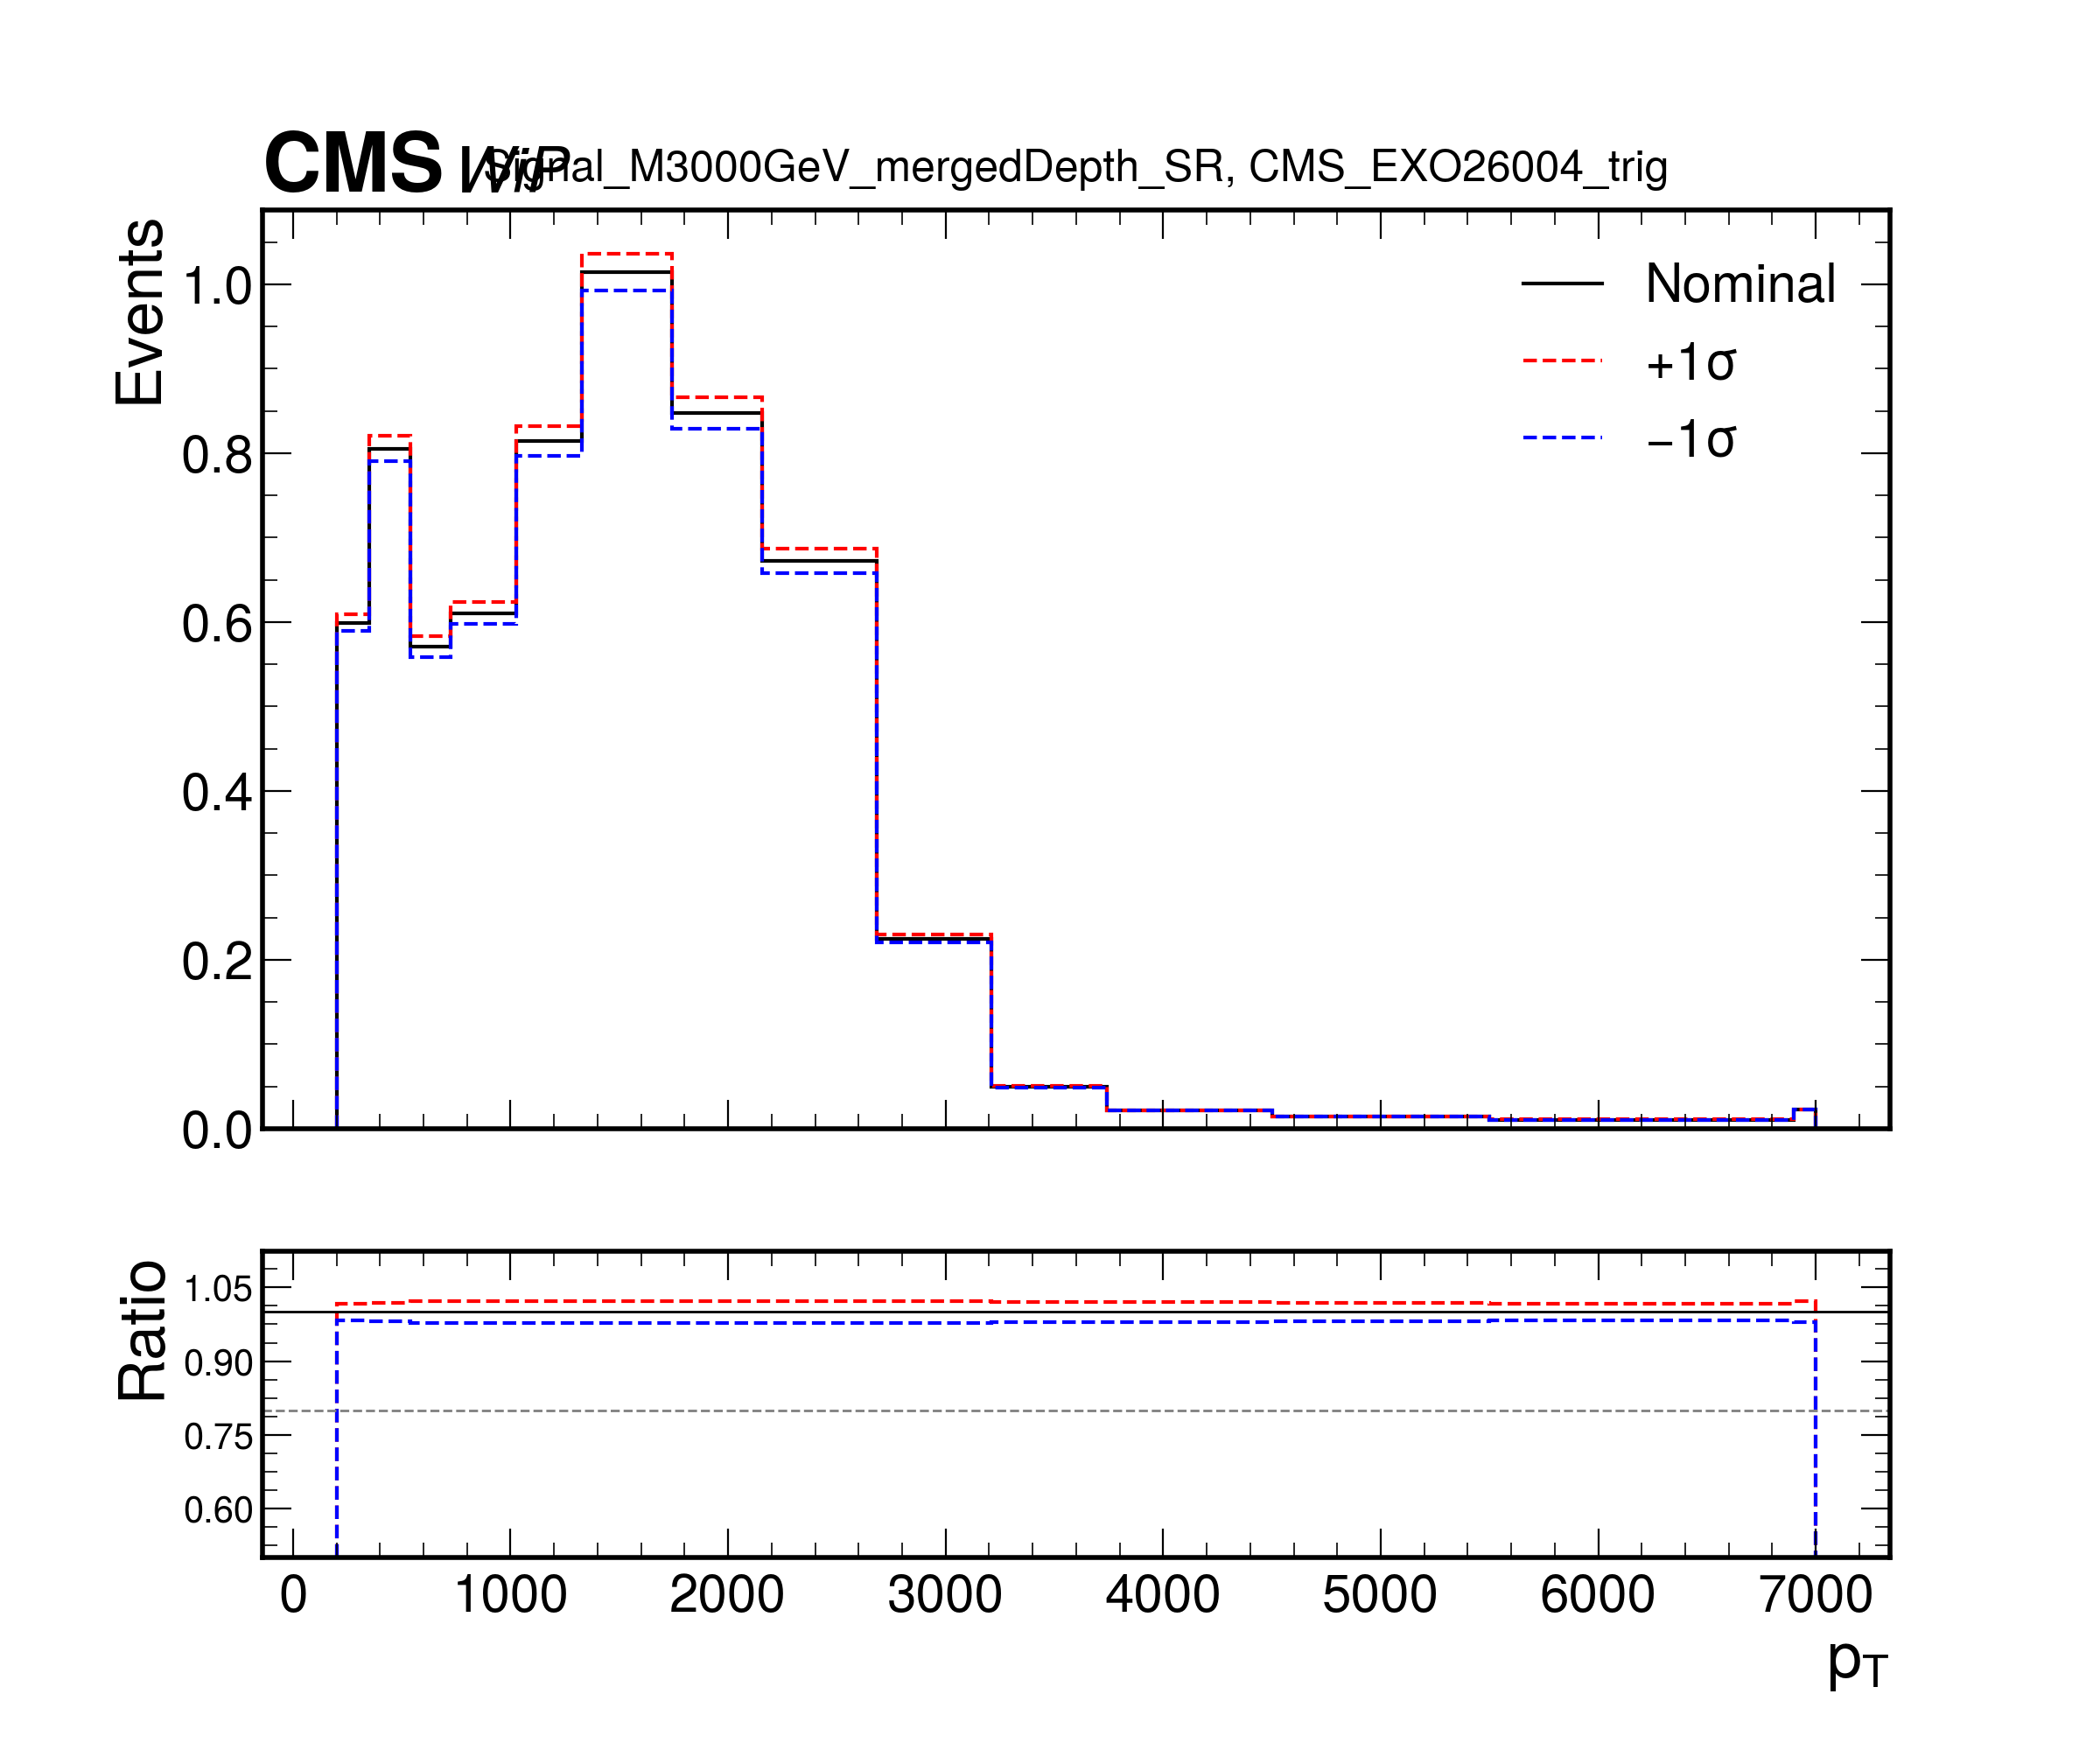 CMS WiP Signal_M3000GeV_mergedDepth_SR, CMS_EXO26004_trig
Events
1.0
0.8
0.6
0.4
0.2
0.0
Nominal
+1σ
−1σ
Ratio
1.05
0.90
0.75
0.60
0 1000 2000 3000 4000 5000 6000 7000
pT